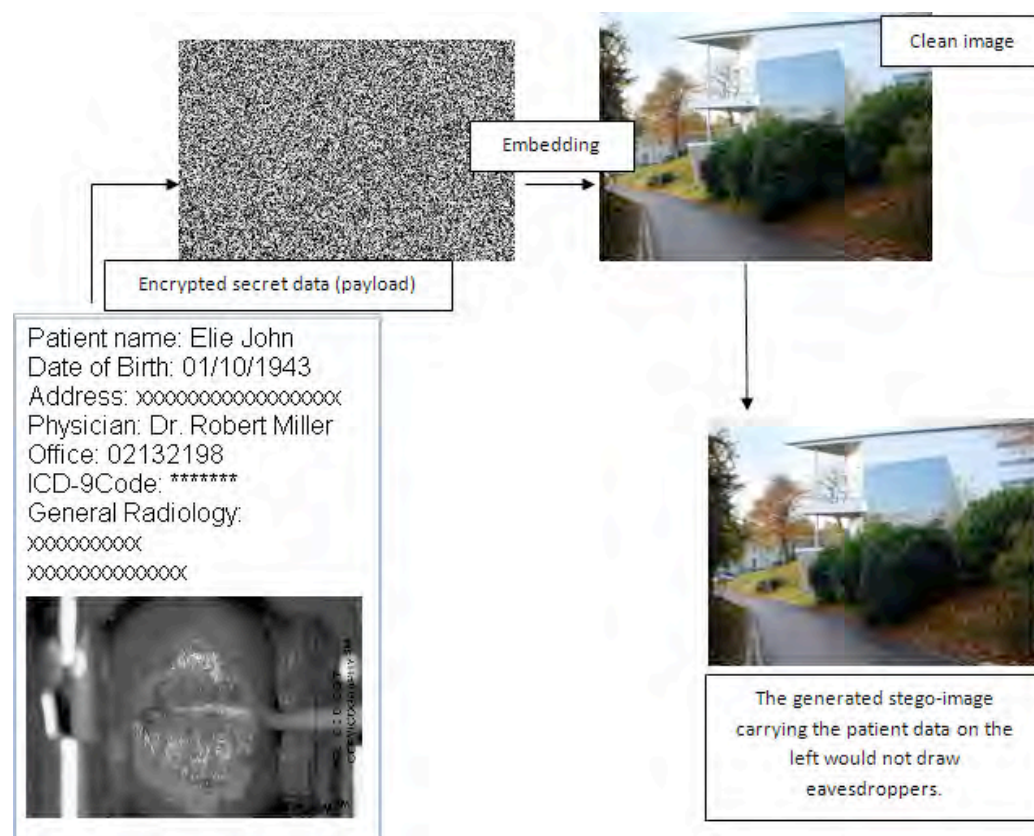 Clean image
Embedding
Encrypted secret data (payload)
Patient name: Elie John
Date of Birth: 01/10/1943
Address: xxxxxxxxxxxxxxxxxx
Physician: Dr. Robert Miller
Office: 02132198
ICD-9Code: *******
General Radiology:
xxxxxxxxxx
xxxxxxxxxxxxxx
The generated stego-image
carrying the patient data on the
left would not draw
eavesdroppers.